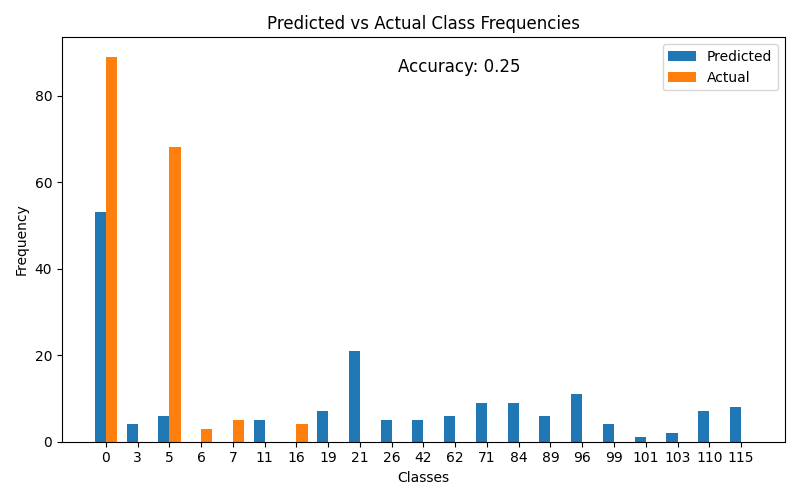 Predicted vs Actual Class Frequencies
Accuracy: 0.25
Predicted
Actual
Frequency
80
60
40
20
0
0 3 5 6 7 11 16 19 21 26 42 62 71 84 89 96 99 101 103 110 115
Classes